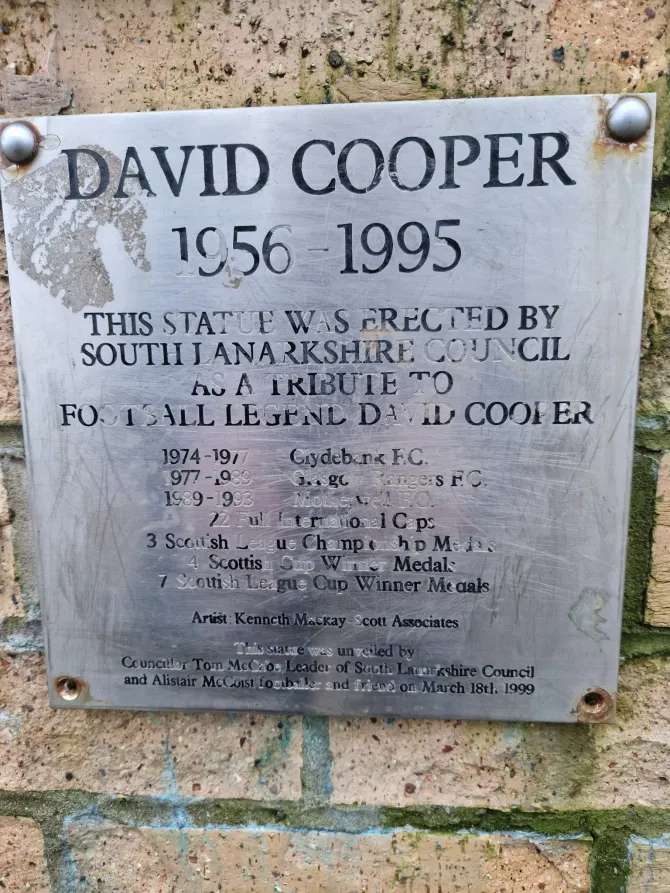 DAVID COOPER
1956 - 1995
THIS STATUE WAS ERECTED BY
SOUTH LANARKSHIRE COUNCIL
AS A TRIBUTE TO
FOOTBALL LEGEND DAVID COOPER
1974 - 1977 Clydebank F.C.
1977 - 1989 Glasgow Rangers F.C.
1989 - 1993 Motherwell F.C.
22 Full International Caps
3 Scottish League Championship Medals
4 Scottish Cup Winner Medals
7 Scottish League Cup Winner Medals
Artist: Kenneth Mackay - Scott Associates
This statue was unveiled by
Councillor Tom McCabe, Leader of South Lanarkshire Council
and Alistair McCoist footballer and friend on March 18th, 1999